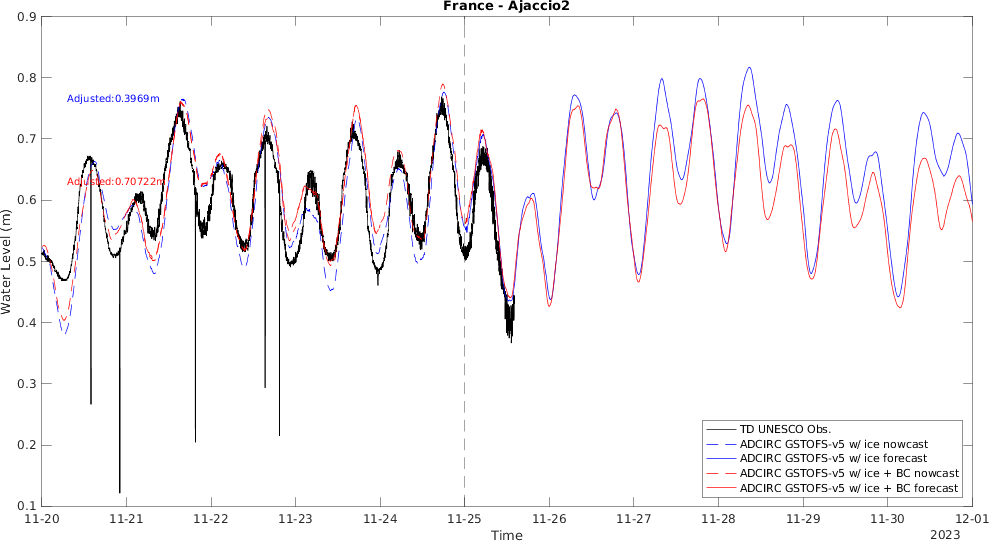 France - Ajaccio2
0.9
0.8
0.7
0.6
0.5
0.4
0.3
0.2
0.1
Water Level (m)
Adjusted:0.3969m
Adjusted:0.70722m
TD UNESCO Obs.
ADCIRC GSTOFS-v5 w/ ice nowcast
ADCIRC GSTOFS-v5 w/ ice forecast
ADCIRC GSTOFS-v5 w/ ice + BC nowcast
ADCIRC GSTOFS-v5 w/ ice + BC forecast
11-20 11-21 11-22 11-23 11-24 11-25 11-26 11-27 11-28 11-29 11-30 12-01
Time
2023